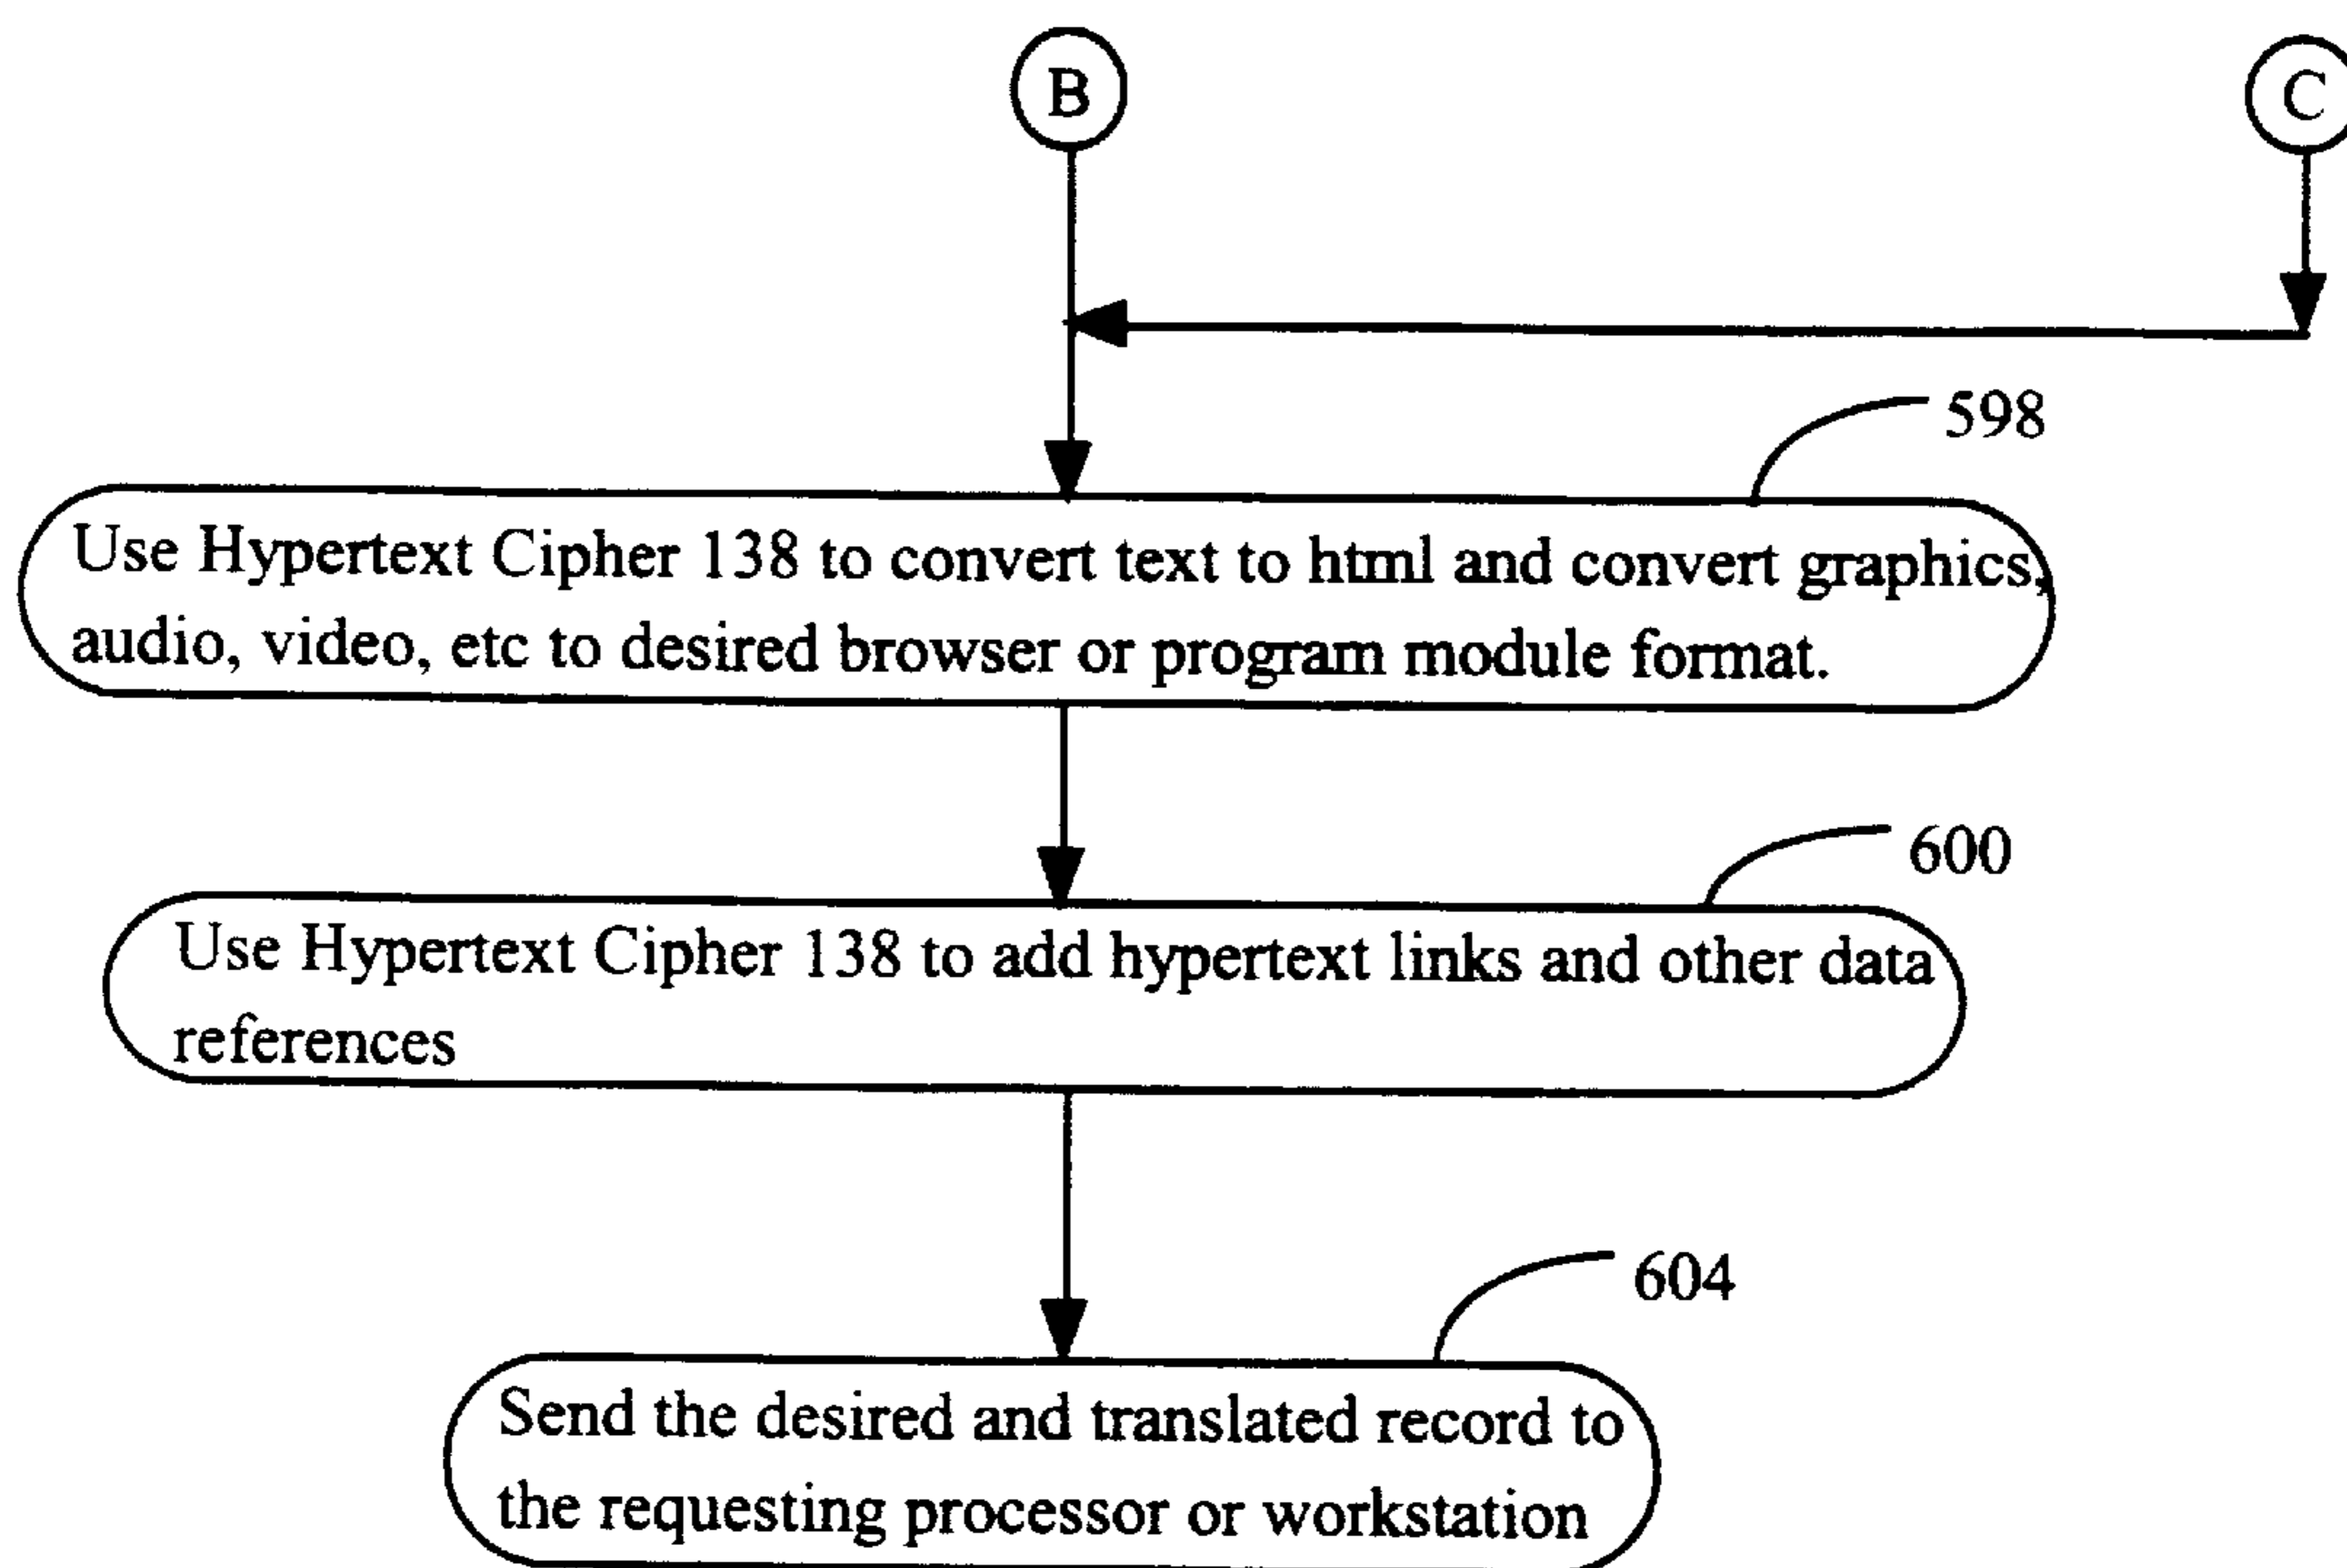 B
C
598
Use Hypertext Cipher 138 to convert text to html and convert graphics,
audio, video, etc to desired browser or program module format.
600
Use Hypertext Cipher 138 to add hypertext links and other data
references
604
Send the desired and translated record to
the requesting processor or workstation